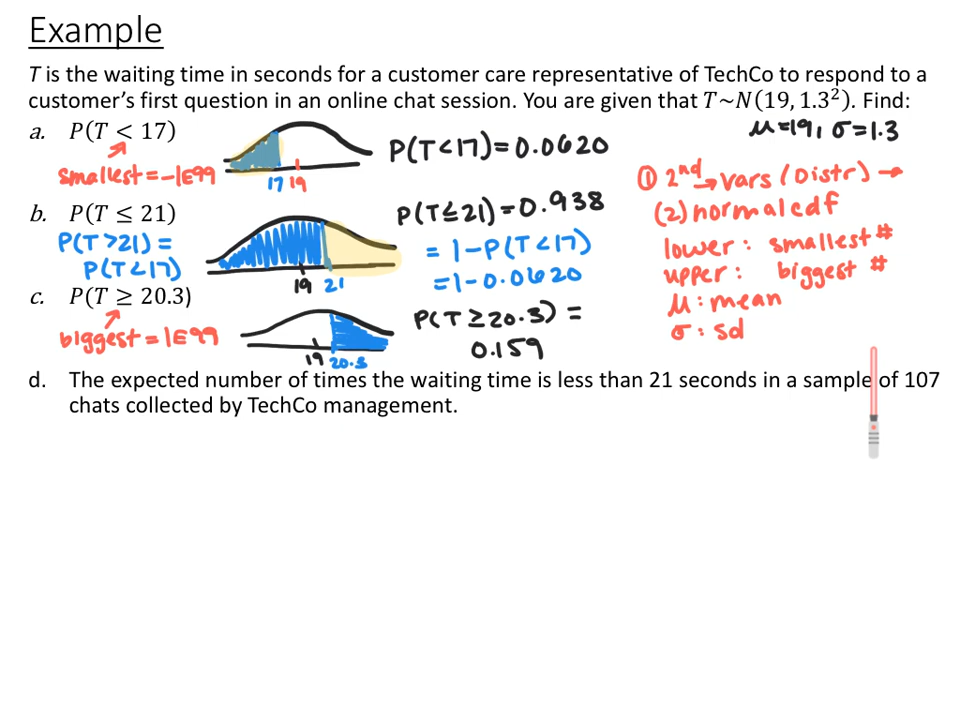 Example
T is the waiting time in seconds for a customer care representative of TechCo to respond to a
customer's first question in an online chat session. You are given that T~N(19, 1.3²). Find:
μ=19, σ=1.3
a. P(T < 17)
smallest = -1E99
17 19
P(T<17)=0.0620
① 2nd → vars (Distr) →
(2) normalcdf
lower: smallest #
upper: biggest #
μ: mean
σ: sd
b. P(T ≤ 21)
P(T>21) =
P(T<17)
19 21
P(T≤21)=0.938
= 1-P(T<17)
=1-0.0620
c. P(T ≥ 20.3)
biggest = 1E99
19 20.3
P(T≥20.3) =
0.159
d. The expected number of times the waiting time is less than 21 seconds in a sample of 107
chats collected by TechCo management.